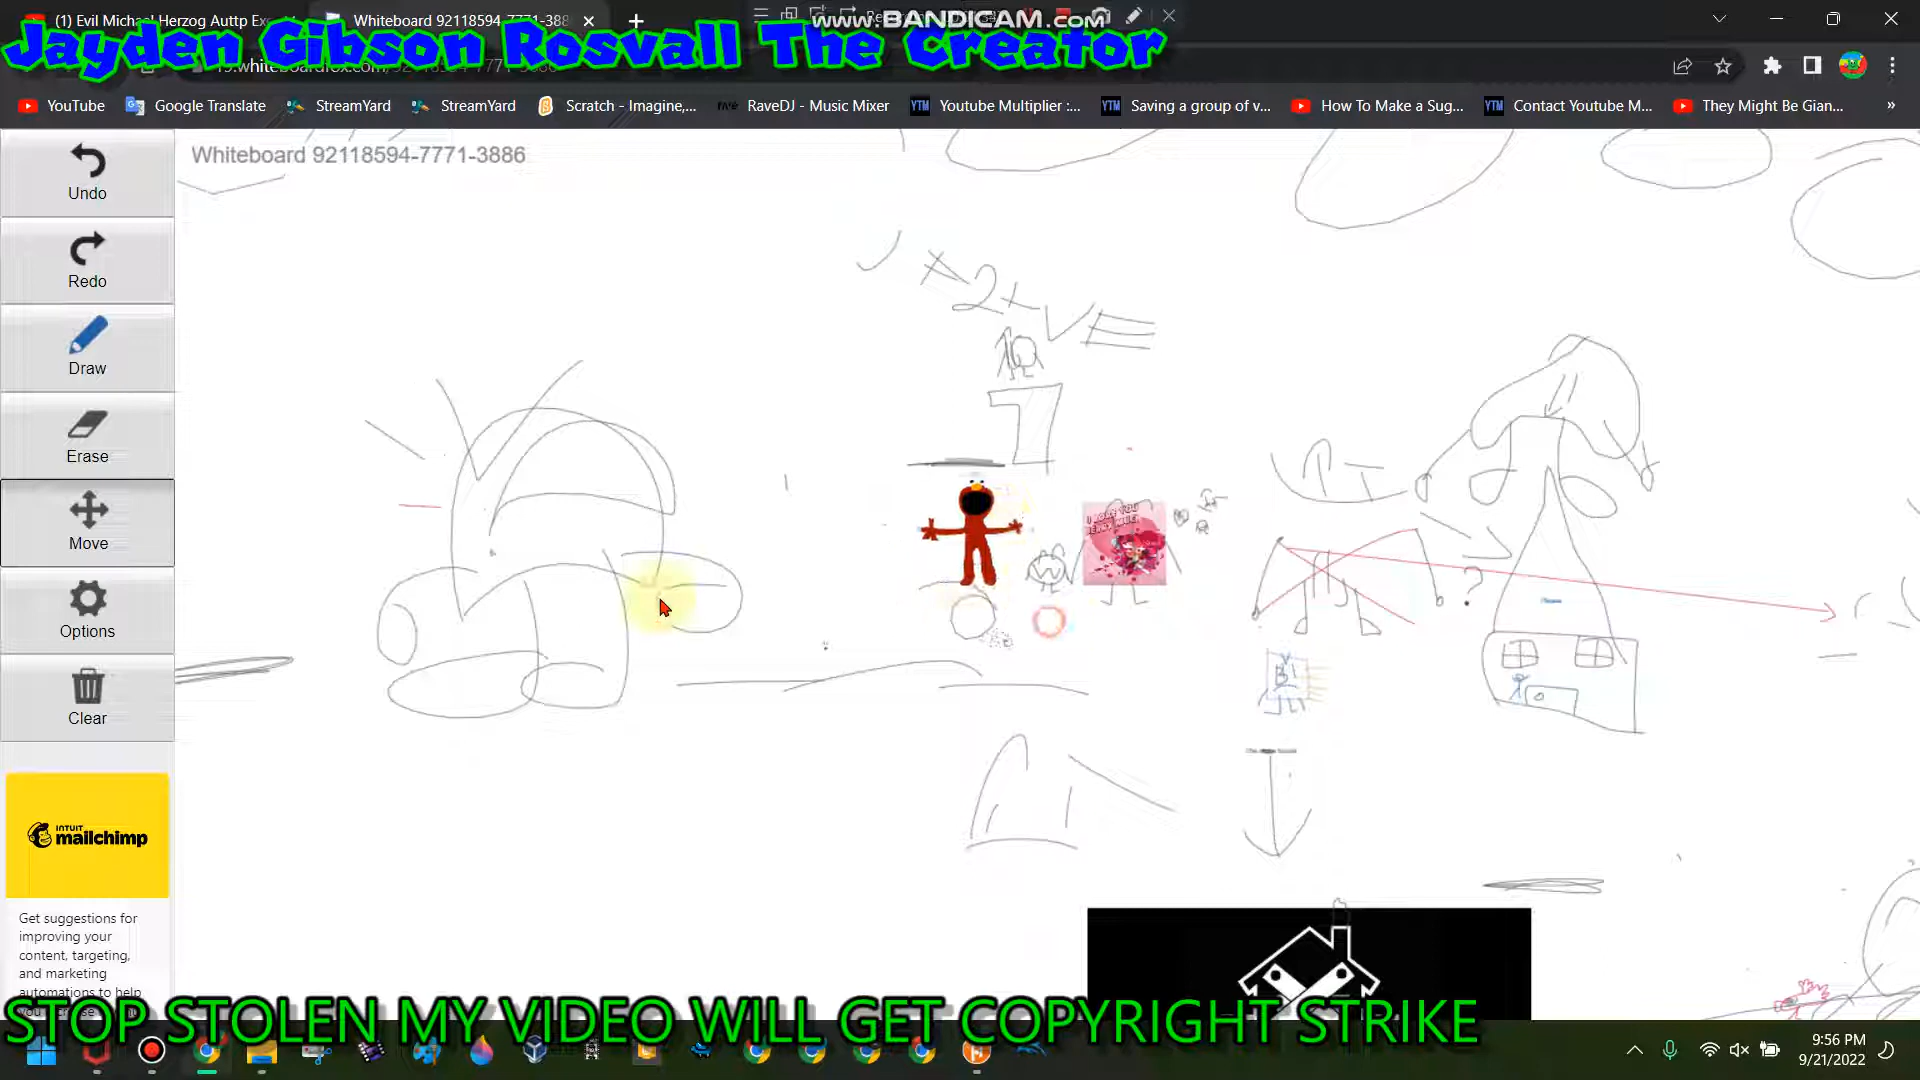 (1) Evil Michael Herzog Auttp Ex
Whiteboard 92118594-7771-388
www.BANDICAM.com
Jayden Gibson Rosvall The Creator
YouTube
Google Translate
StreamYard
StreamYard
Scratch - Imagine,...
RaveDJ - Music Mixer
Youtube Multiplier :...
Saving a group of v...
How To Make a Sug...
Contact Youtube M...
They Might Be Gian...
Whiteboard 92118594-7771-3886
Undo
Redo
Draw
Erase
Move
Options
Clear
INTUIT
mailchimp
Get suggestions for
improving your
content, targeting,
and marketing
automations to help
STOP STOLEN MY VIDEO WILL GET COPYRIGHT STRIKE
9:56 PM
9/21/2022